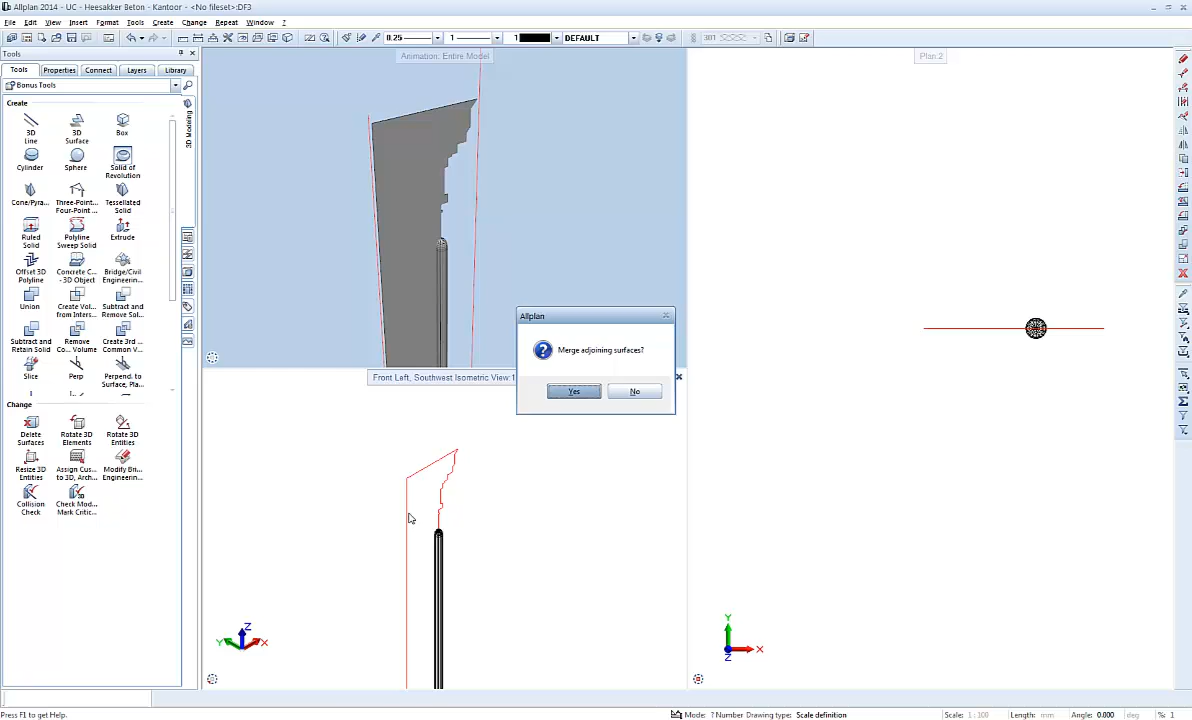 Allplan 2014 - UC - Heesakker Beton - Kantoor - <No fileset>:DF3
File Edit View Insert Format Tools Create Change Repeat Window ?
0.25 1 1 DEFAULT 301
Tools
Tools Properties Connect Layers Library
Bonus Tools
Create
3D Modeling
3D Line
3D Surface
Box
Cylinder
Sphere
Solid of Revolution
Cone/Pyra...
Three-Point... Four-Point ...
Tessellated Solid
Ruled Solid
Polyline Sweep Solid
Extrude
Offset 3D Polyline
Concrete C... - 3D Object
Bridge/Civil Engineerin...
Union
Create Vol... from Inters...
Subtract and Remove Sol...
Subtract and Retain Solid
Remove Co... Volume
Create 3rd Common V...
Slice
Perp
Perpend. to Surface, Pla...
Change
Delete Surfaces
Rotate 3D Elements
Rotate 3D Entities
Resize 3D Entities
Assign Cus... to 3D, Arch...
Modify Bri... Engineerin...
Collision Check
Check Mod... Mark Critic...
Animation: Entire Model
Plan:2
Allplan
Merge adjoining surfaces?
Yes No
Front Left, Southwest Isometric View:1
Z
Y X
Y
X
Z
Press F1 to get Help.
Mode: ? Number Drawing type: Scale definition Scale: 1 : 100 Length: mm Angle: 0.000 deg %: 1